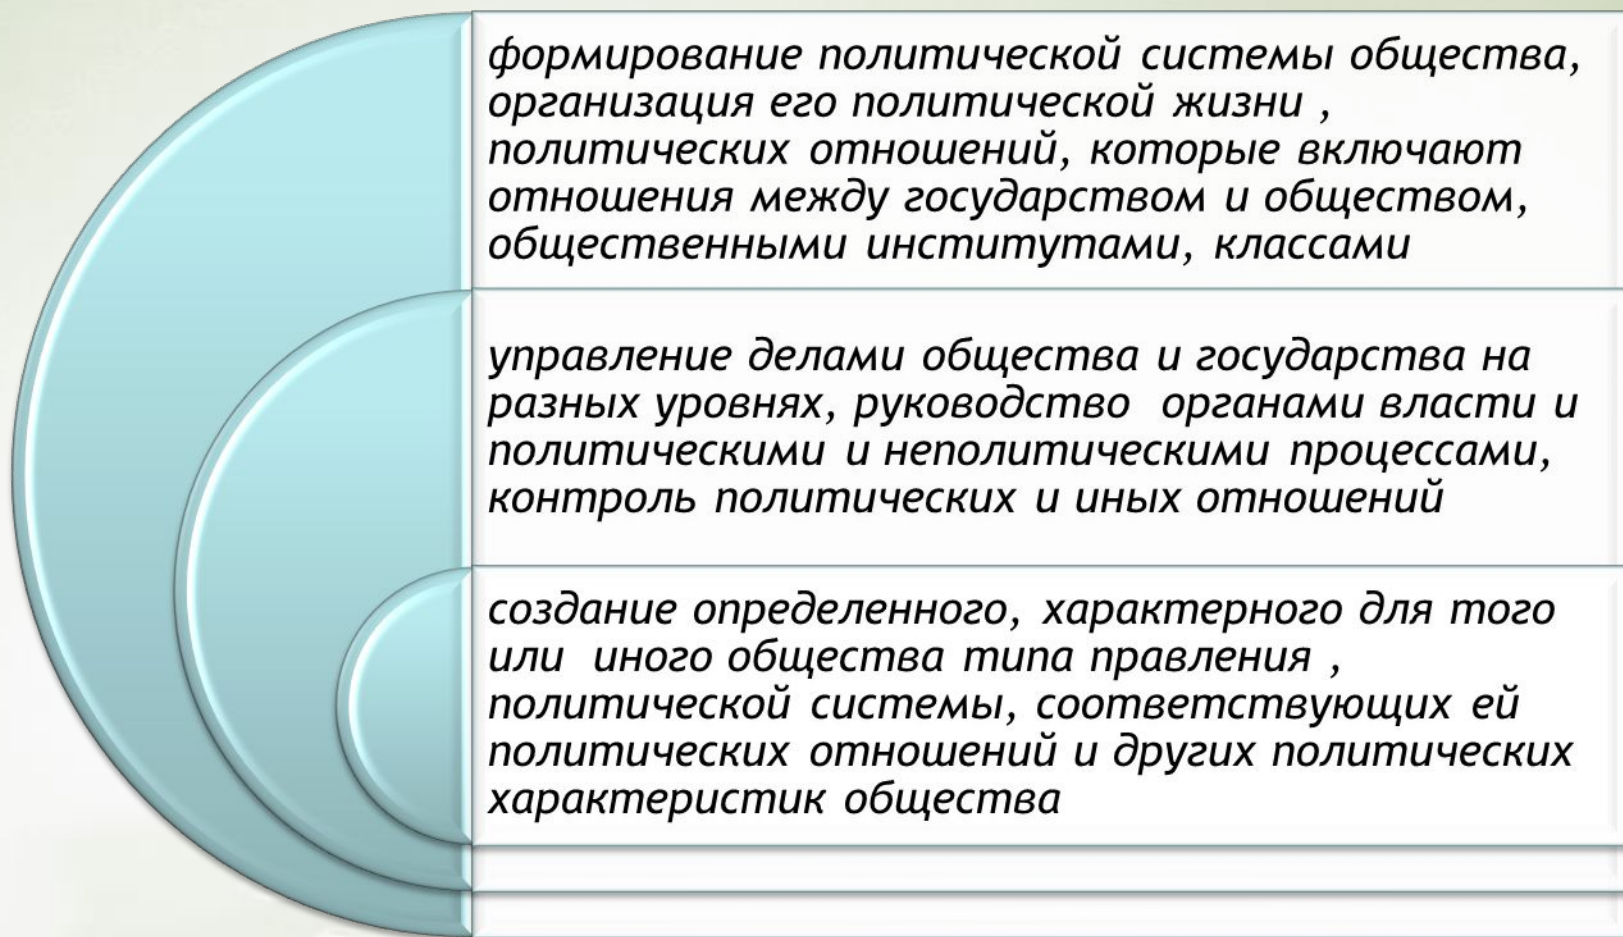 формирование политической системы общества,
организация его политической жизни ,
политических отношений, которые включают
отношения между государством и обществом,
общественными институтами, классами
управление делами общества и государства на
разных уровнях, руководство органами власти и
политическими и неполитическими процессами,
контроль политических и иных отношений
создание определенного, характерного для того
или иного общества типа правления ,
политической системы, соответствующих ей
политических отношений и других политических
характеристик общества